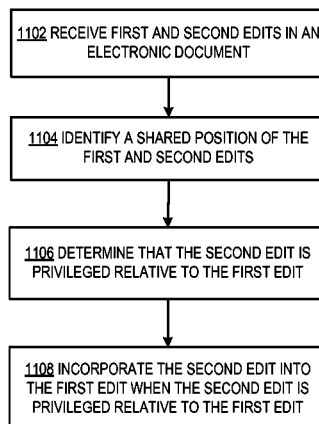 1102 RECEIVE FIRST AND SECOND EDITS IN AN
ELECTRONIC DOCUMENT
1104 IDENTIFY A SHARED POSITION OF THE
FIRST AND SECOND EDITS
1106 DETERMINE THAT THE SECOND EDIT IS
PRIVILEGED RELATIVE TO THE FIRST EDIT
1108 INCORPORATE THE SECOND EDIT INTO
THE FIRST EDIT WHEN THE SECOND EDIT IS
PRIVILEGED RELATIVE TO THE FIRST EDIT